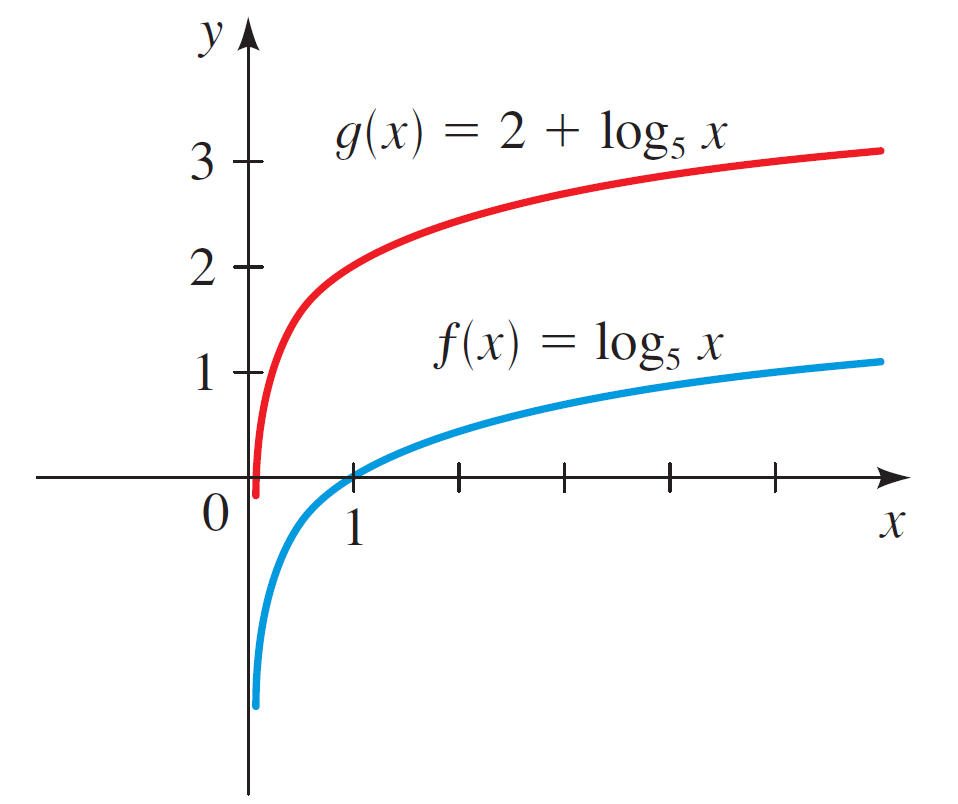 y
g(x) = 2 + log₅ x
3
2
f(x) = log₅ x
1
0
1
x